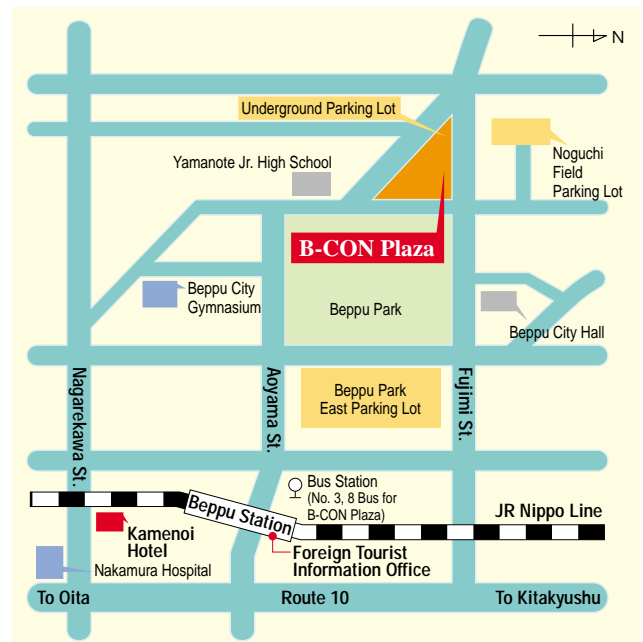 N
Underground Parking Lot
Yamanote Jr. High School
Noguchi
Field
Parking Lot
B-CON Plaza
Beppu City
Gymnasium
Beppu Park
Beppu City Hall
Nagarekawa St.
Aoyama St.
Fujimi St.
Beppu Park
East Parking Lot
Beppu Station
Bus Station
(No. 3, 8 Bus for
B-CON Plaza)
JR Nippo Line
Kamenoi
Hotel
Foreign Tourist
Information Office
Nakamura Hospital
To Oita
Route 10
To Kitakyushu